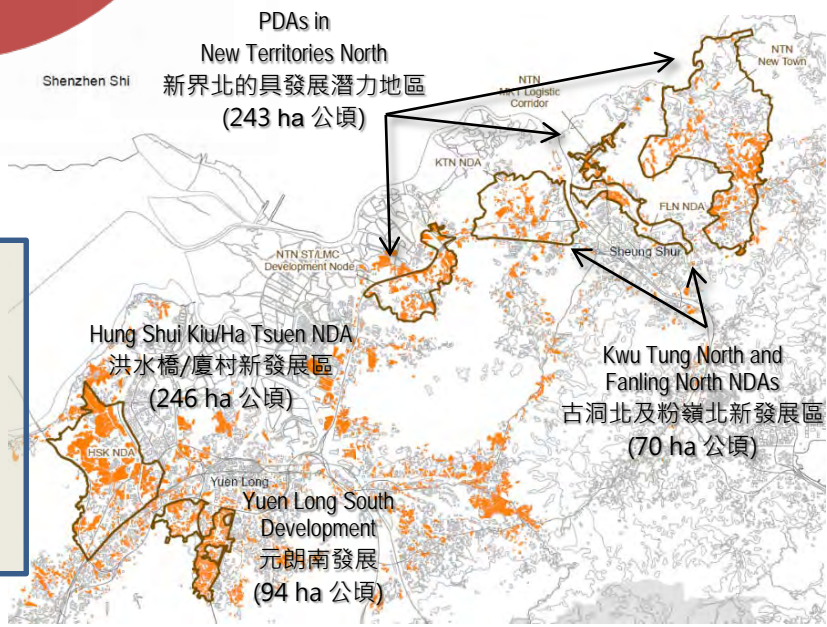 PDAs in
New Territories North
新界北的具發展潛力地區
(243 ha 公頃)
Shenzhen Shi
NTN
New Town
NTN
MKT Logistic
Corridor
KTN NDA
FLN NDA
Sheung Shui
NTN ST/LMC
Development Node
Hung Shui Kiu/Ha Tsuen NDA
洪水橋/廈村新發展區
(246 ha 公頃)
Kwu Tung North and
Fanling North NDAs
古洞北及粉嶺北新發展區
(70 ha 公頃)
HSK NDA
Yuen Long
Yuen Long South
Development
元朗南發展
(94 ha 公頃)